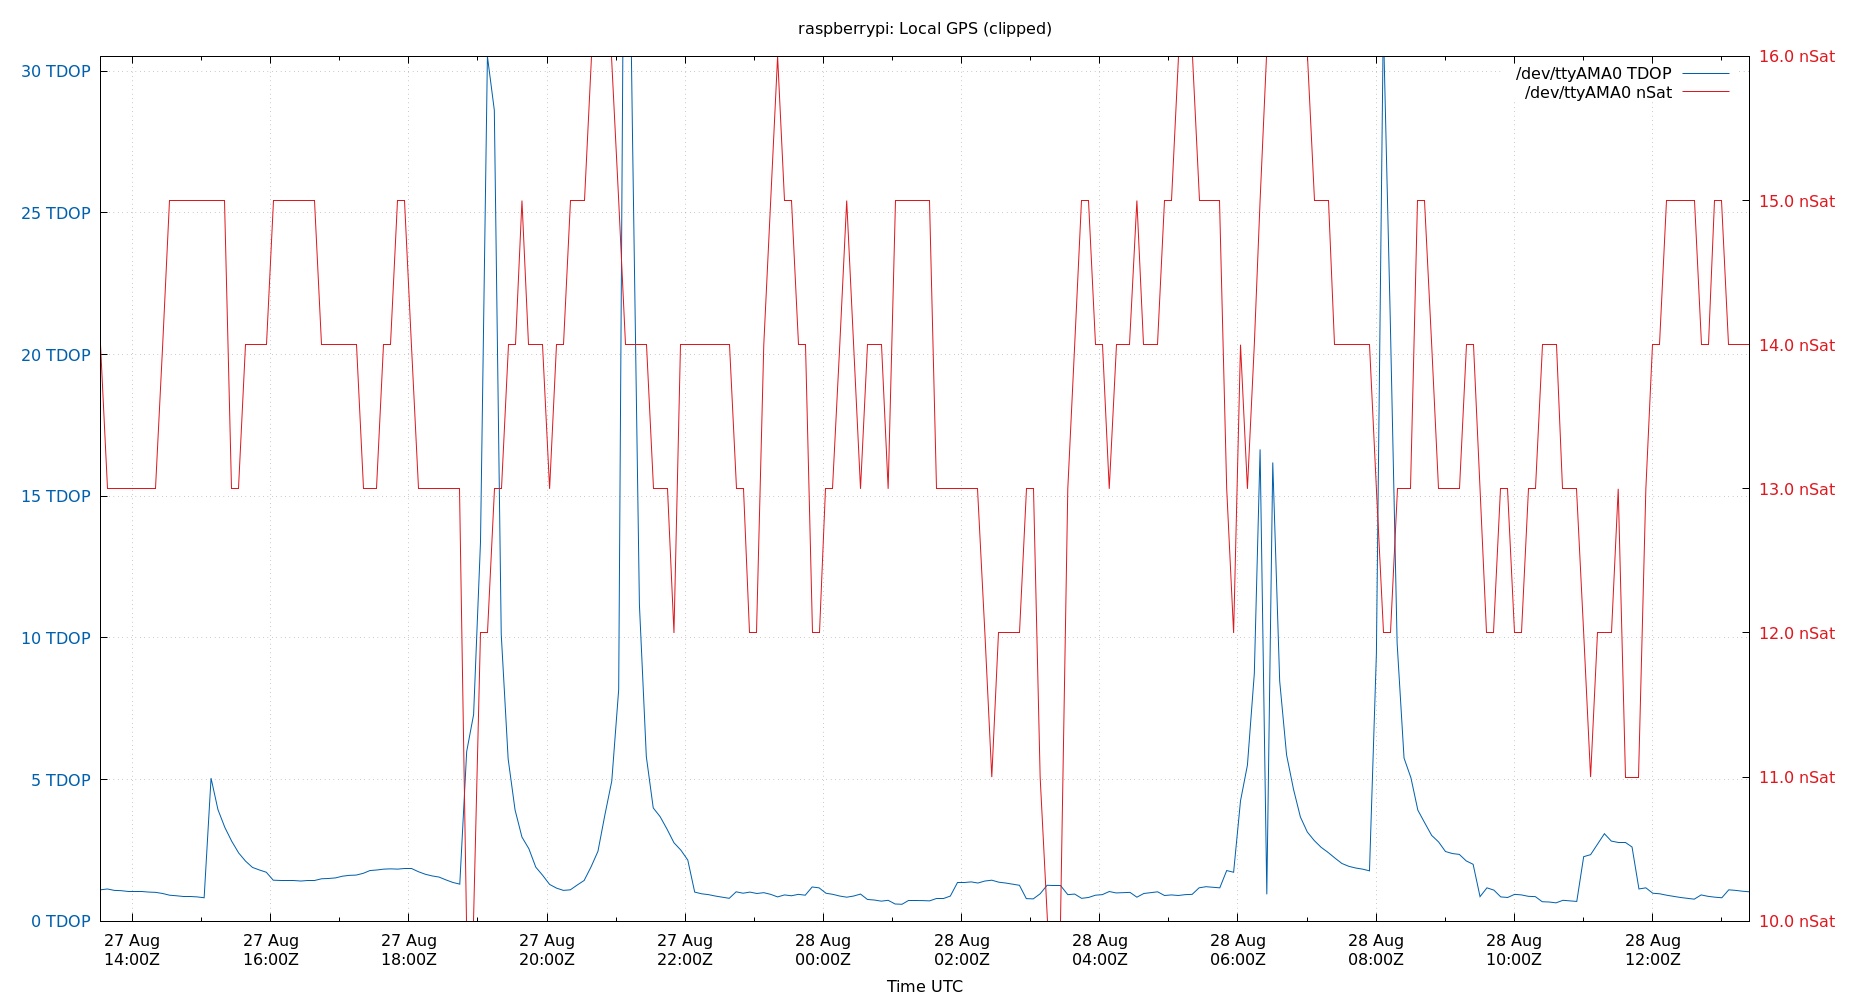 raspberrypi: Local GPS (clipped)
30 TDOP
25 TDOP
20 TDOP
15 TDOP
10 TDOP
5 TDOP
0 TDOP
16.0 nSat
15.0 nSat
14.0 nSat
13.0 nSat
12.0 nSat
11.0 nSat
10.0 nSat
/dev/ttyAMA0 TDOP
/dev/ttyAMA0 nSat
27 Aug
14:00Z
27 Aug
16:00Z
27 Aug
18:00Z
27 Aug
20:00Z
27 Aug
22:00Z
28 Aug
00:00Z
28 Aug
02:00Z
28 Aug
04:00Z
28 Aug
06:00Z
28 Aug
08:00Z
28 Aug
10:00Z
28 Aug
12:00Z
Time UTC